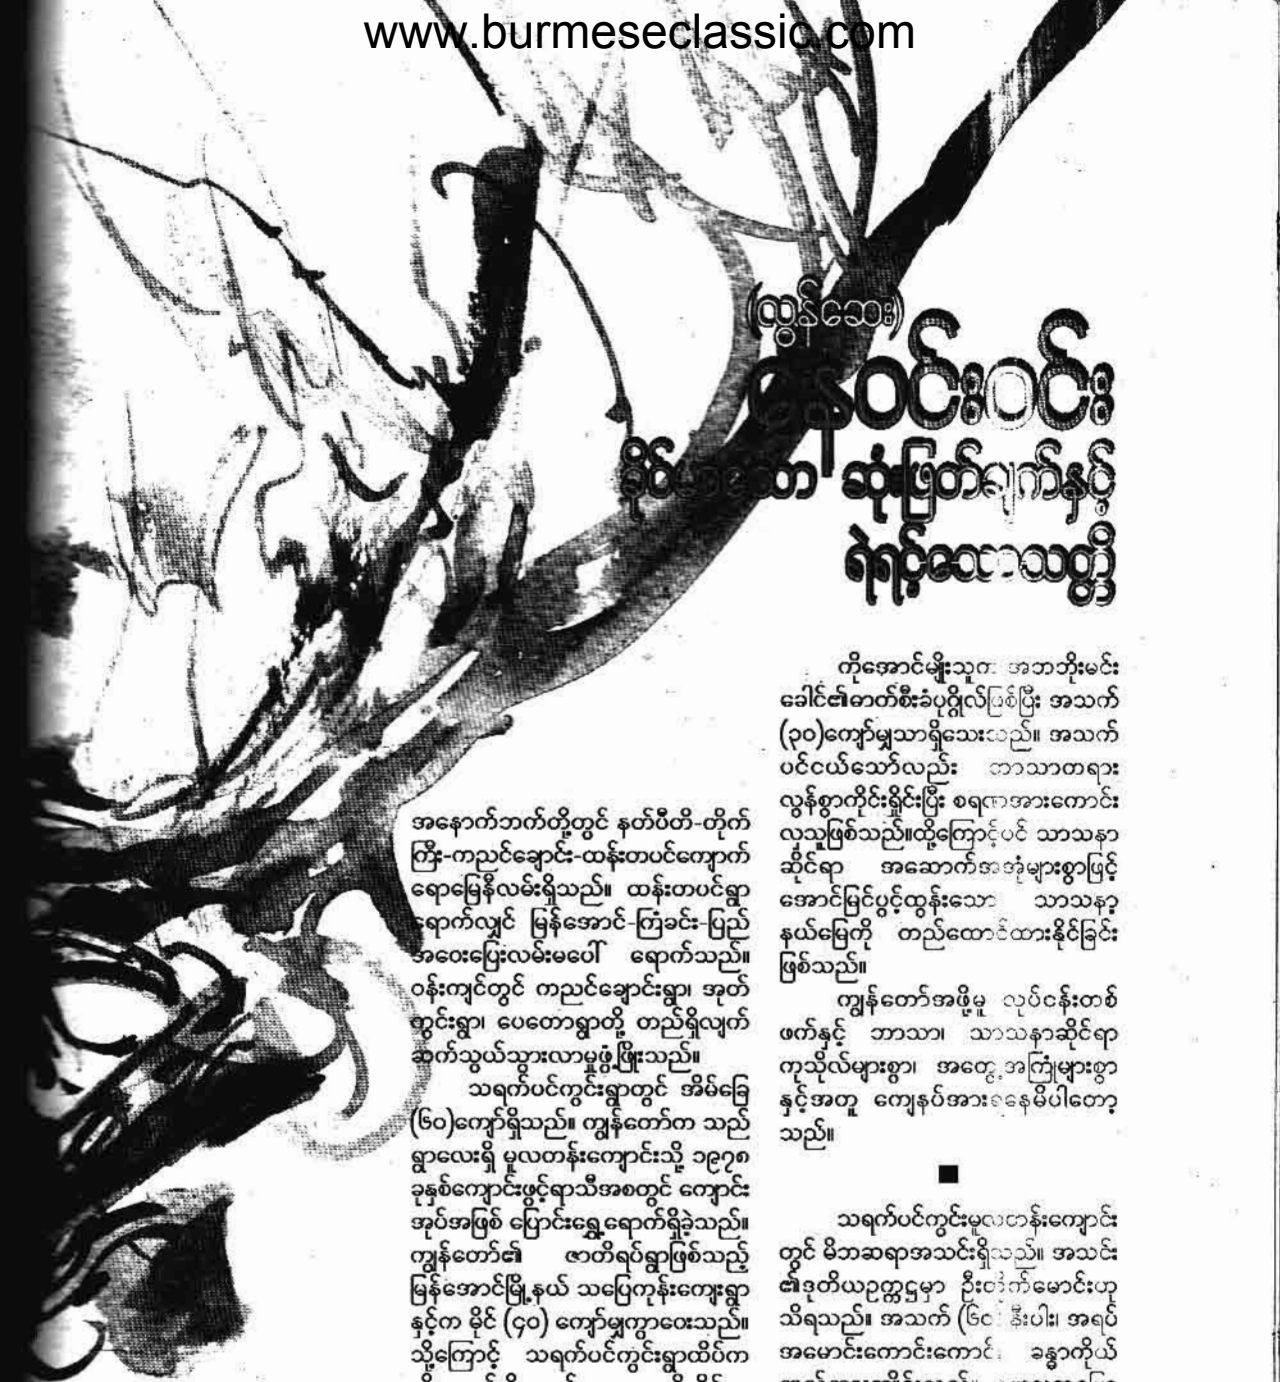 www.burmeseclassic.com
(ထွန်ဆေး)
ဝန်ဝင်းဝင်း
ခိုင်မာသော ဆုံးဖြတ်ချက်နှင့်
ရဲရင့်သောသတ္တိ
အနောက်ဘက်တို့တွင် နတ်ပီတိ-တိုက်
ကြီး-ကညင်ချောင်း-ထန်းတပင်ကျောက်
ရောမြေနီလမ်းရှိသည်။ ထန်းတပင်ရွာ
ရောက်လျှင် မြန်အောင်-ကြံခင်း-ပြည်
အဝေးပြေးလမ်းမပေါ် ရောက်သည်။
ဝန်းကျင်တွင် ကညင်ချောင်းရွာ၊ အုတ်
တွင်းရွာ၊ ပေတောရွာတို့ တည်ရှိလျက်
ဆက်သွယ်သွားလာမှုဖွံ့ဖြိုးသည်။
သရက်ပင်ကွင်းရွာတွင် အိမ်ခြေ
(၆၀)ကျော်ရှိသည်။ ကျွန်တော်က သည်
ရွာလေးရှိ မူလတန်းကျောင်းသို့ ၁၉၇၈
ခုနှစ်ကျောင်းဖွင့်ရာသီအစတွင် ကျောင်း
အုပ်အဖြစ် ပြောင်းရွှေ့ရောက်ရှိခဲ့သည်။
ကျွန်တော်၏ ဇာတိရပ်ရွာဖြစ်သည့်
မြန်အောင်မြို့နယ် သပြေကုန်းကျေးရွာ
နှင့်က မိုင် (၄၀) ကျော်မျှကွာဝေးသည်။
သို့ကြောင့် သရက်ပင်ကွင်းရွာထိပ်က
ကိုအောင်မျိုးသူက အဘဘိုးမင်း
ခေါင်၏ဓာတ်စီးခံပုဂ္ဂိုလ်ဖြစ်ပြီး အသက်
(၃၀)ကျော်မျှသာရှိသေးသည်။ အသက်
ပင်ငယ်သော်လည်း ဘာသာတရား
လွန်စွာကိုင်းရှိုင်းပြီး စရဏအားကောင်း
လှသူဖြစ်သည်။ထို့ကြောင့်ပင် သာသနာ
ဆိုင်ရာ အဆောက်အအုံများစွာဖြင့်
အောင်မြင်ပွင့်ထွန်းသော သာသနာ့
နယ်မြေကို တည်ထောင်ထားနိုင်ခြင်း
ဖြစ်သည်။
ကျွန်တော်အဖို့မူ လုပ်ငန်းတစ်
ဖက်နှင့် ဘာသာ၊ သာသနာဆိုင်ရာ
ကုသိုလ်များစွာ၊ အတွေ့အကြုံများစွာ
နှင့်အတူ ကျေနပ်အားရနေမိပါတော့
သည်။
သရက်ပင်ကွင်းမူလတန်းကျောင်း
တွင် မိဘဆရာအသင်းရှိသည်။ အသင်း
၏ဒုတိယဥက္ကဋ္ဌမှာ ဦးတိုက်မောင်းဟု
သိရသည်။ အသက် (၆၀) နီးပါး၊ အရပ်
အမောင်းကောင်းကောင်း ခန္ဓာကိုယ်